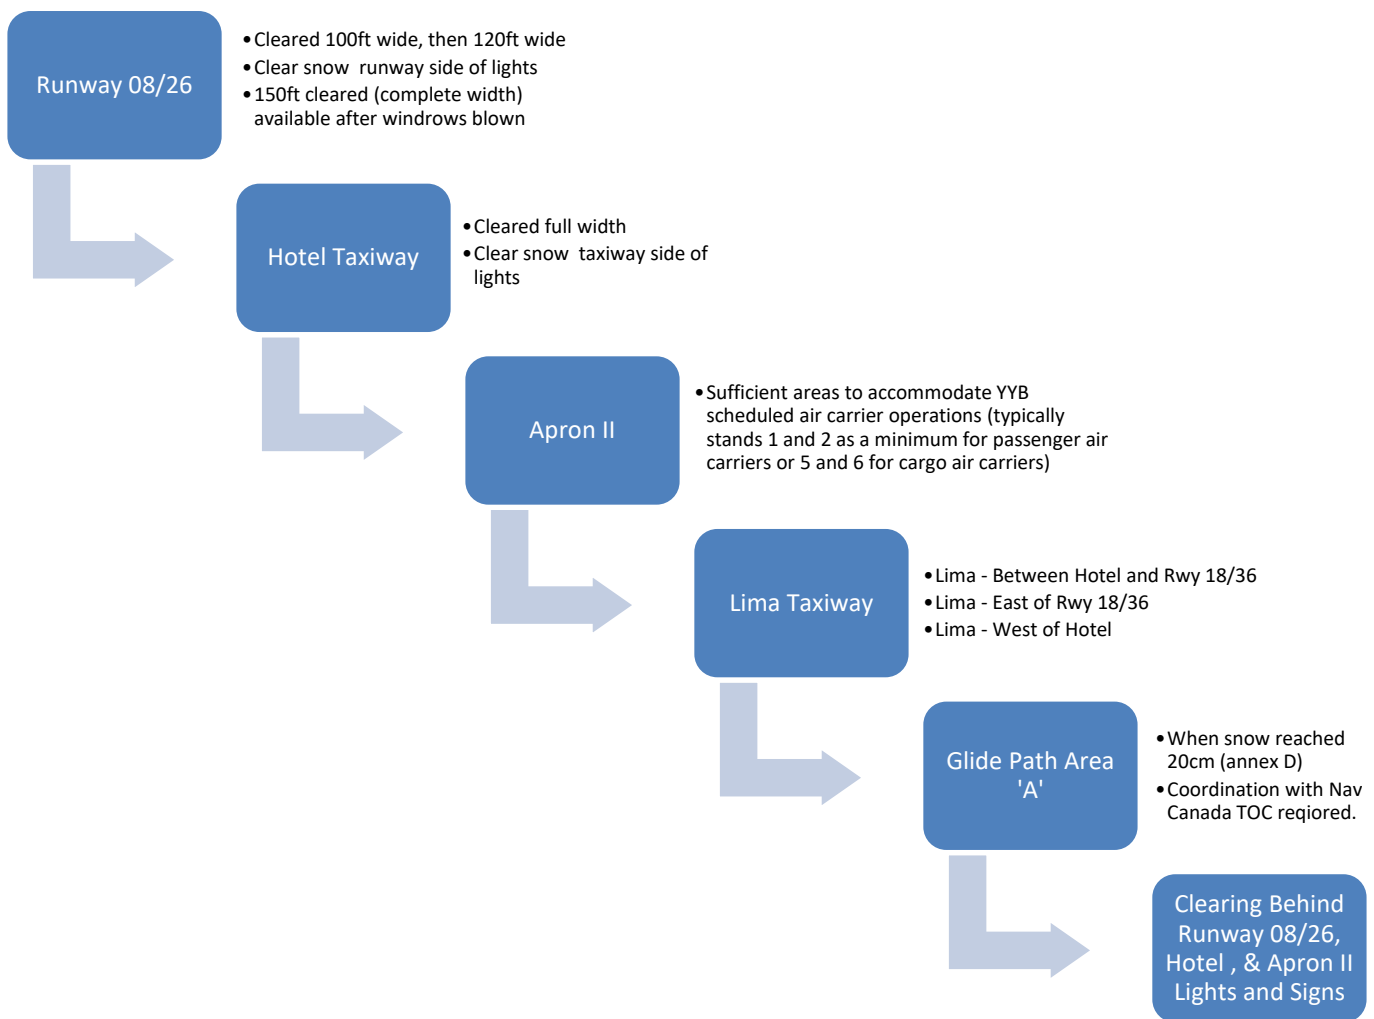 Runway 08/26
•Cleared 100ft wide, then 120ft wide
•Clear snow  runway side of lights
•150ft cleared (complete width)
available after windrows blown
Hotel Taxiway
•Cleared full width
•Clear snow  taxiway side of
lights
Apron II
•Sufficient areas to accommodate YYB
scheduled air carrier operations (typically
stands 1 and 2 as a minimum for passenger air
carriers or 5 and 6 for cargo air carriers)
Lima Taxiway
•Lima - Between Hotel and Rwy 18/36
•Lima - East of Rwy 18/36
•Lima - West of Hotel
Glide Path Area
'A'
•When snow reached
20cm (annex D)
•Coordination with Nav
Canada TOC reqiored.
Clearing Behind
Runway 08/26,
Hotel , & Apron II
Lights and Signs